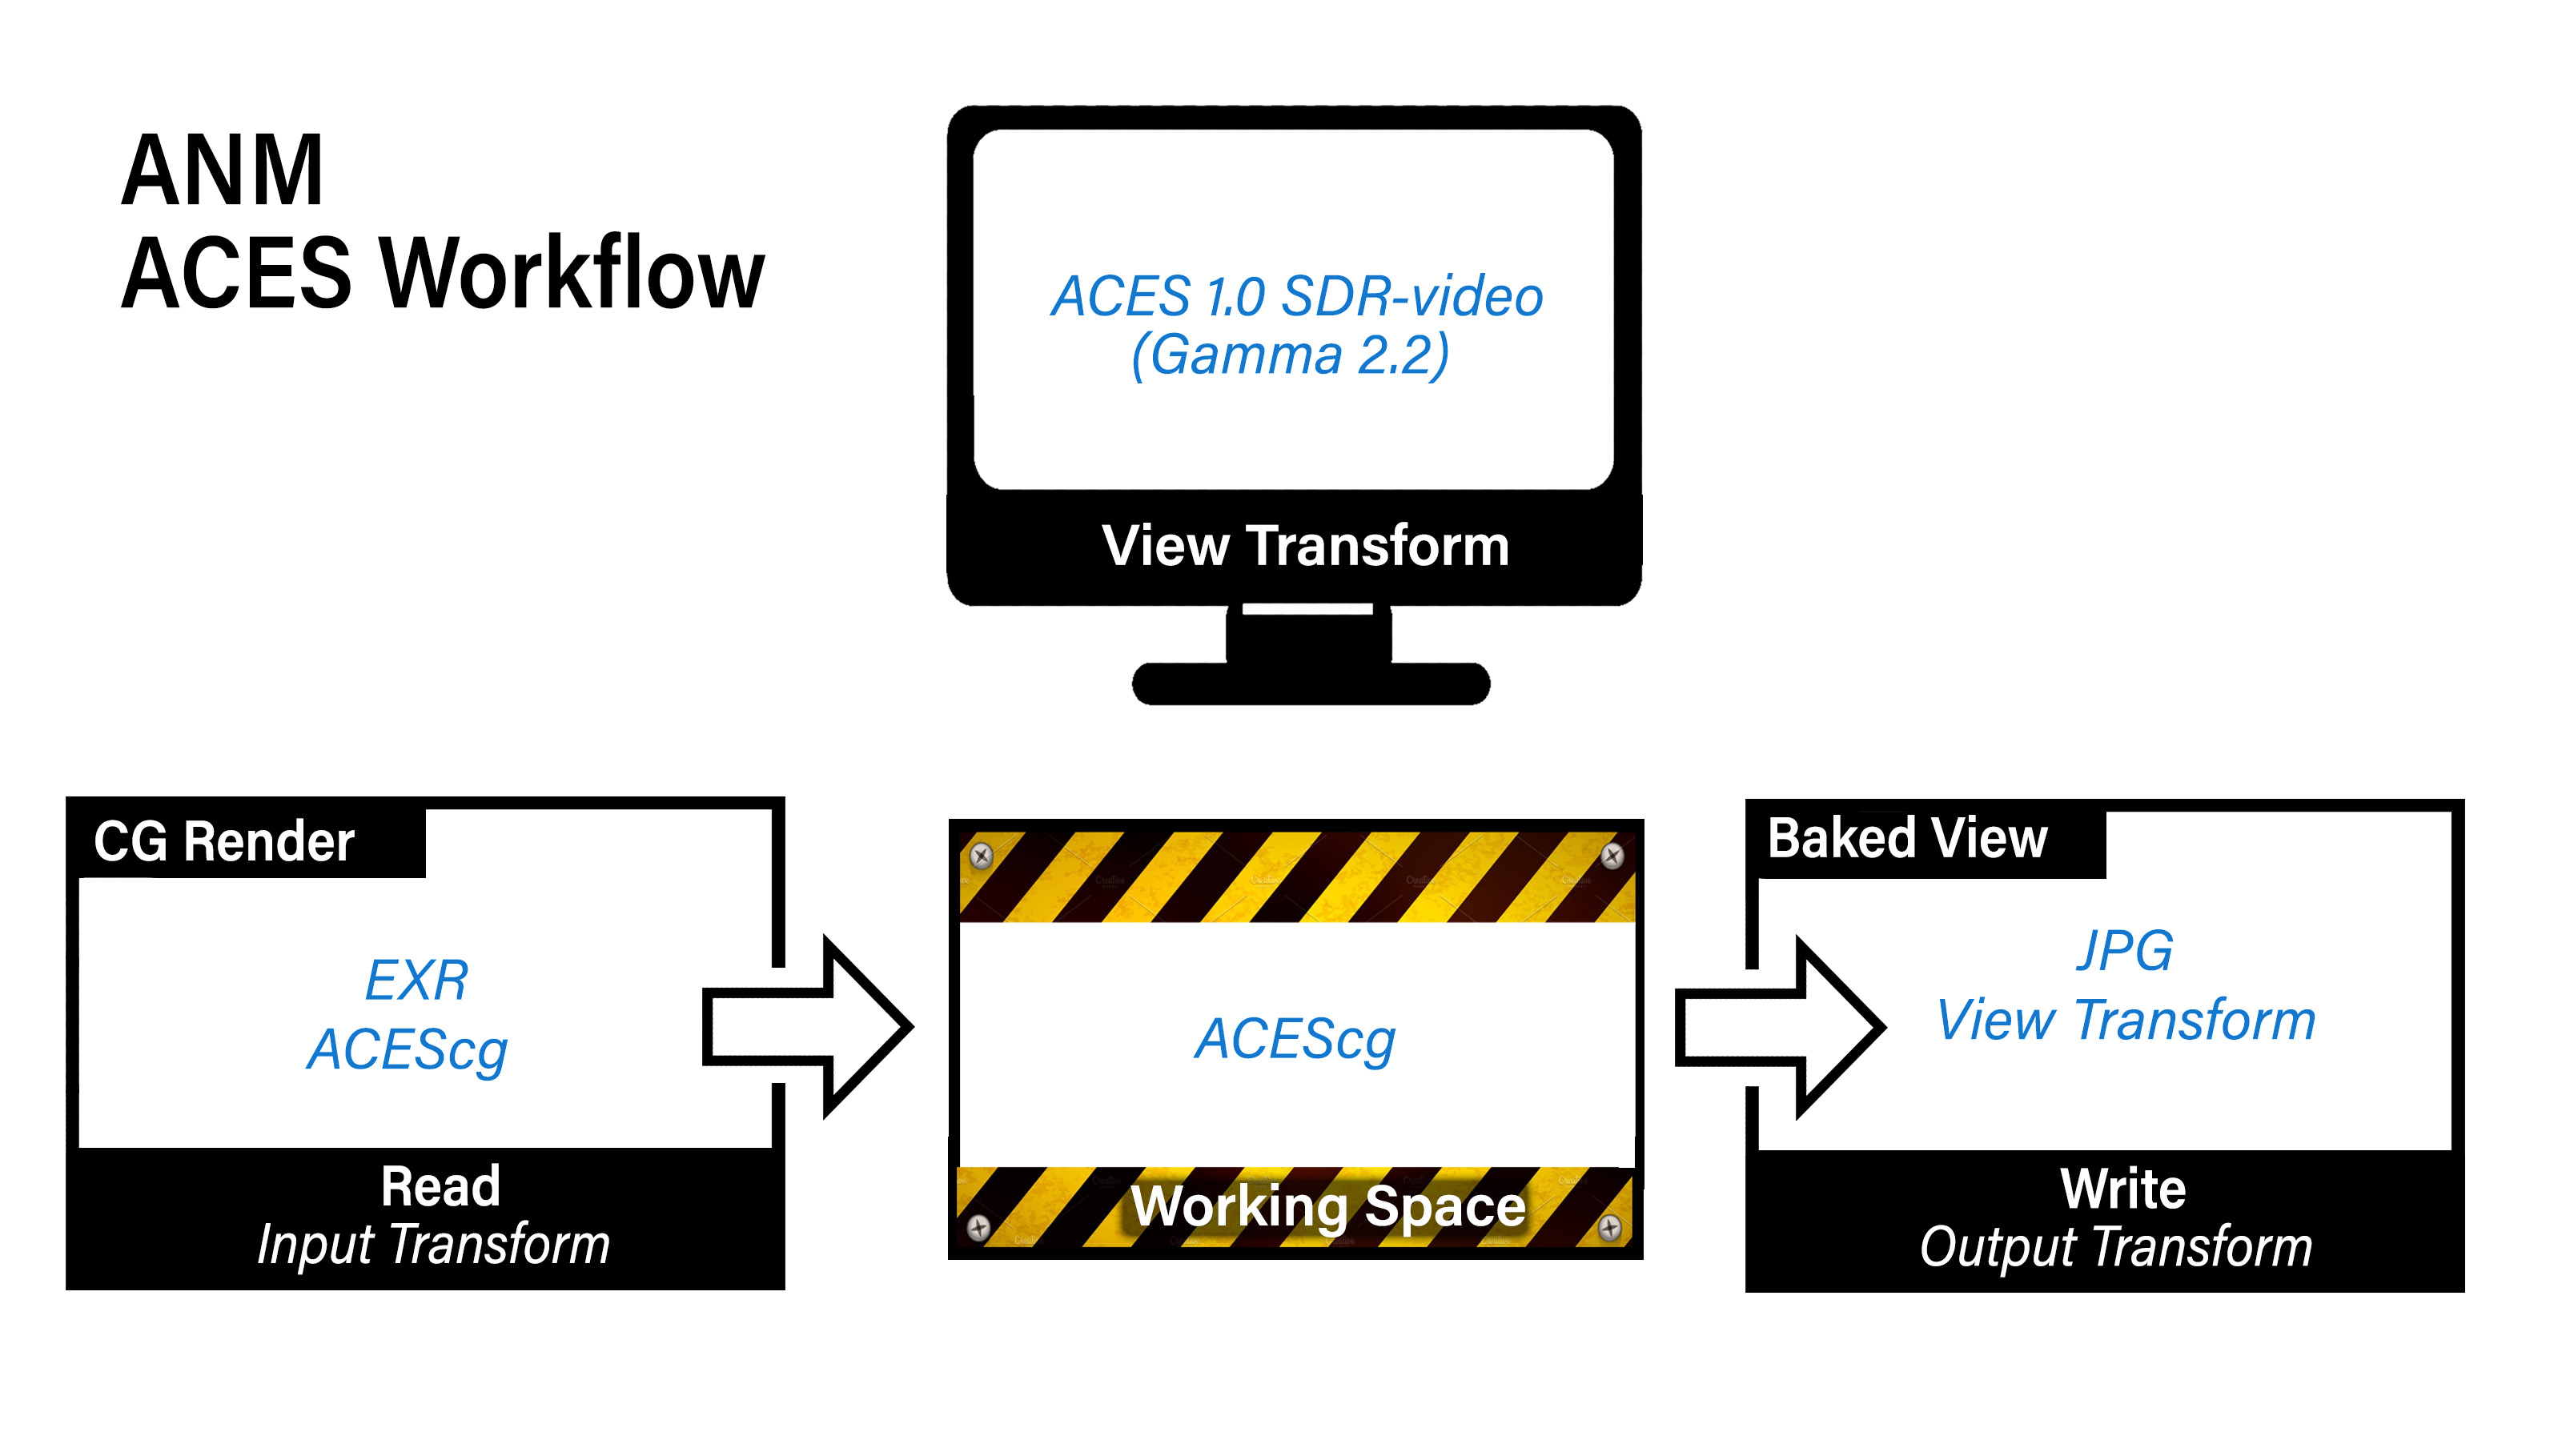 ANM
ACES Workflow
ACES 1.0 SDR-video
(Gamma 2.2)
View Transform
CG Render
EXR
ACEScg
Read
Input Transform
ACEScg
Working Space
Baked View
JPG
View Transform
Write
Output Transform